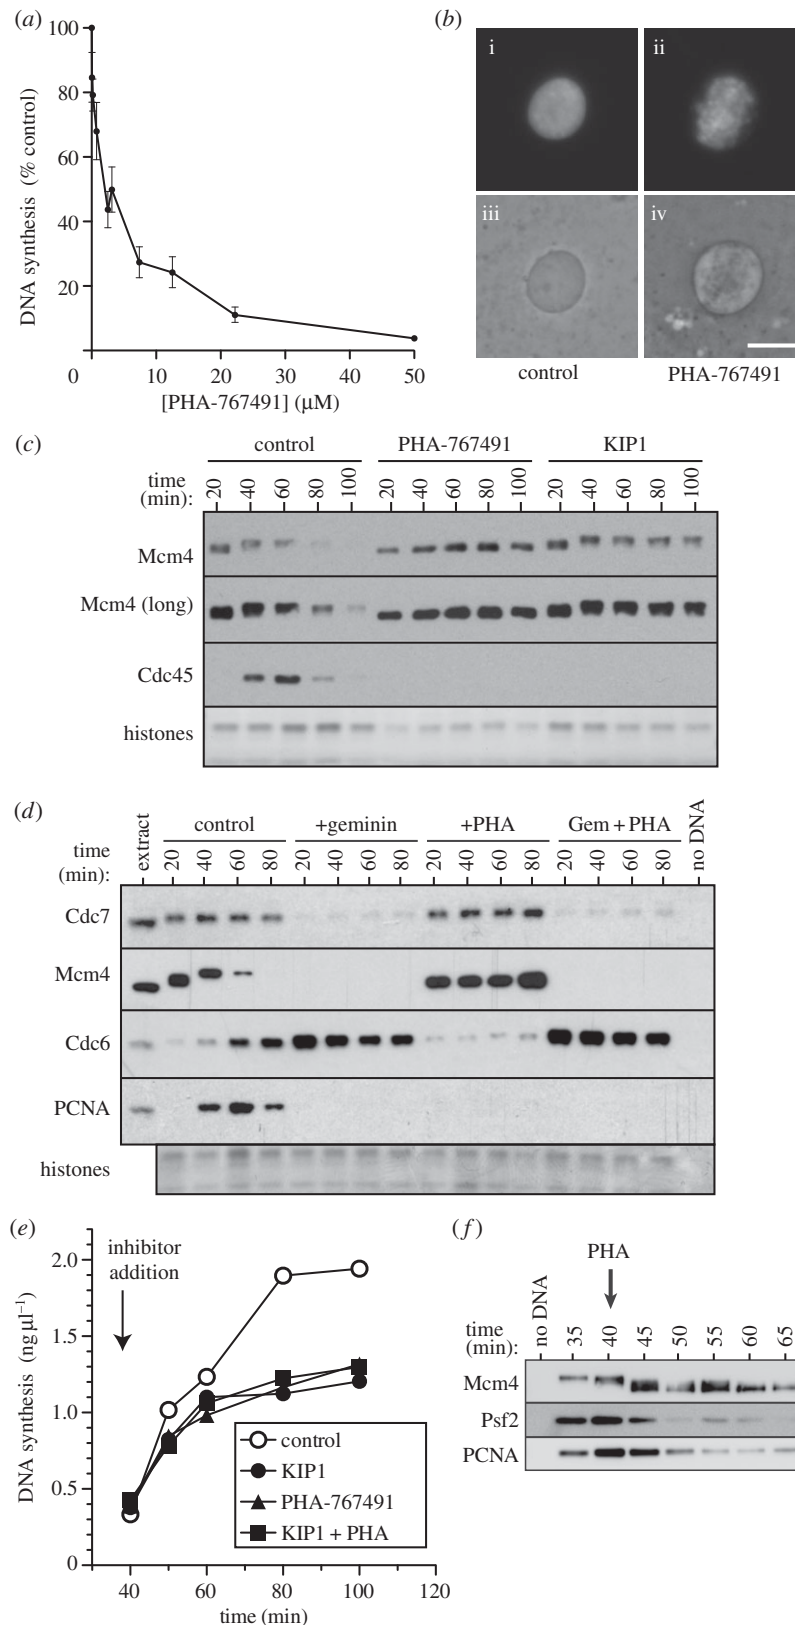 (a)
100
80
60
40
20
0
10
20
30
40
50
DNA synthesis (% control)
[PHA-767491] (μM)
(b)
i
ii
iii
iv
control
PHA-767491
(c)
control
PHA-767491
KIP1
time
(min):
20
40
60
80
100
20
40
60
80
100
20
40
60
80
100
Mcm4
Mcm4 (long)
Cdc45
histones
(d)
extract
control
+geminin
+PHA
Gem + PHA
no DNA
time
(min):
20
40
60
80
20
40
60
80
20
40
60
80
20
40
60
80
Cdc7
Mcm4
Cdc6
PCNA
histones
(e)
inhibitor
addition
2.0
1.5
1.0
0.5
0
DNA synthesis (ng μl⁻¹)
control
KIP1
PHA-767491
KIP1 + PHA
40
60
80
100
120
time (min)
(f)
PHA
no DNA
time
(min):
35
40
45
50
55
60
65
Mcm4
Psf2
PCNA